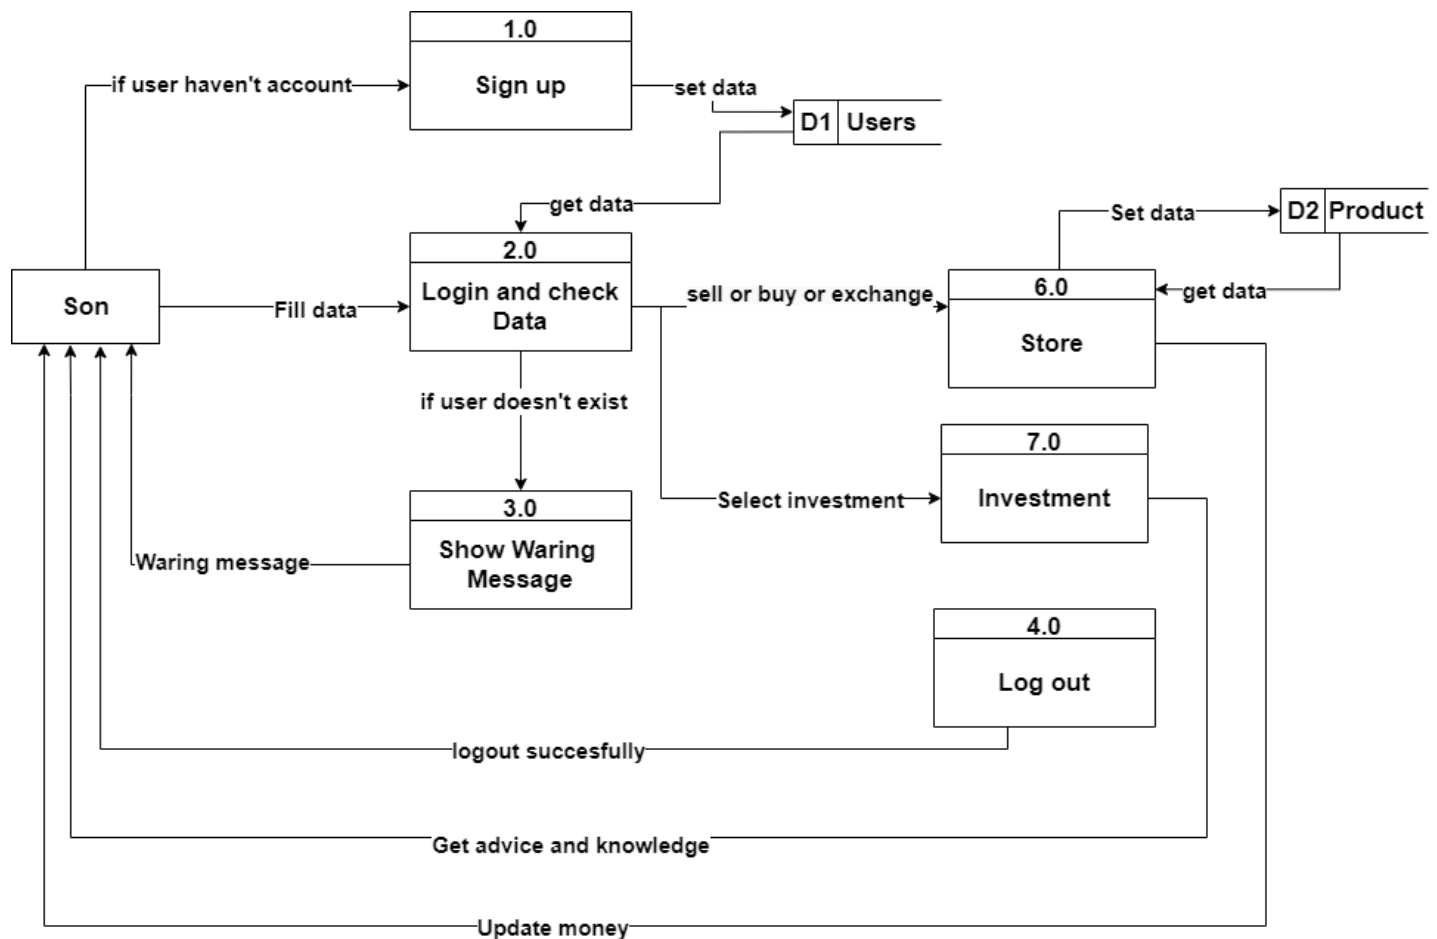 1.0
Sign up
if user haven't account
set data
D1
Users
get data
2.0
Login and check
Data
Son
Fill data
sell or buy or exchange
Set data
D2
Product
get data
6.0
Store
if user doesn't exist
7.0
Investment
Select investment
3.0
Show Waring
Message
Waring message
4.0
Log out
logout succesfully
Get advice and knowledge
Update money